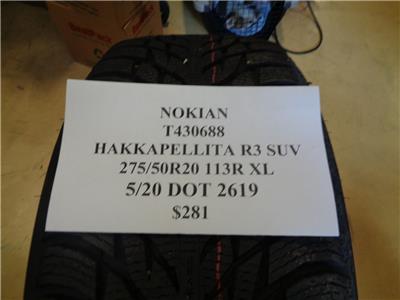 NOKIAN
T430688
HAKKAPELLITA R3 SUV
275/50R20 113R XL
5/20 DOT 2619
$281